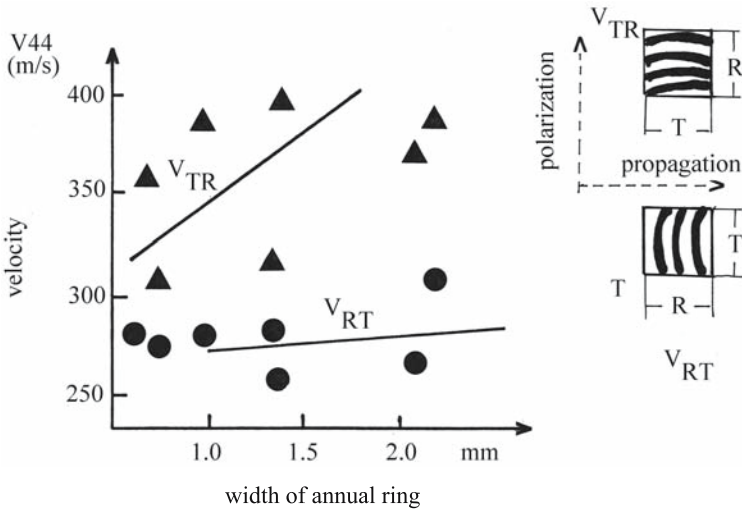 V44
(m/s)
400
350
300
250
velocity
V_TR
V_RT
1.0
1.5
2.0
mm
width of annual ring
V_TR
R
T
polarization
propagation
T
T
R
V_RT